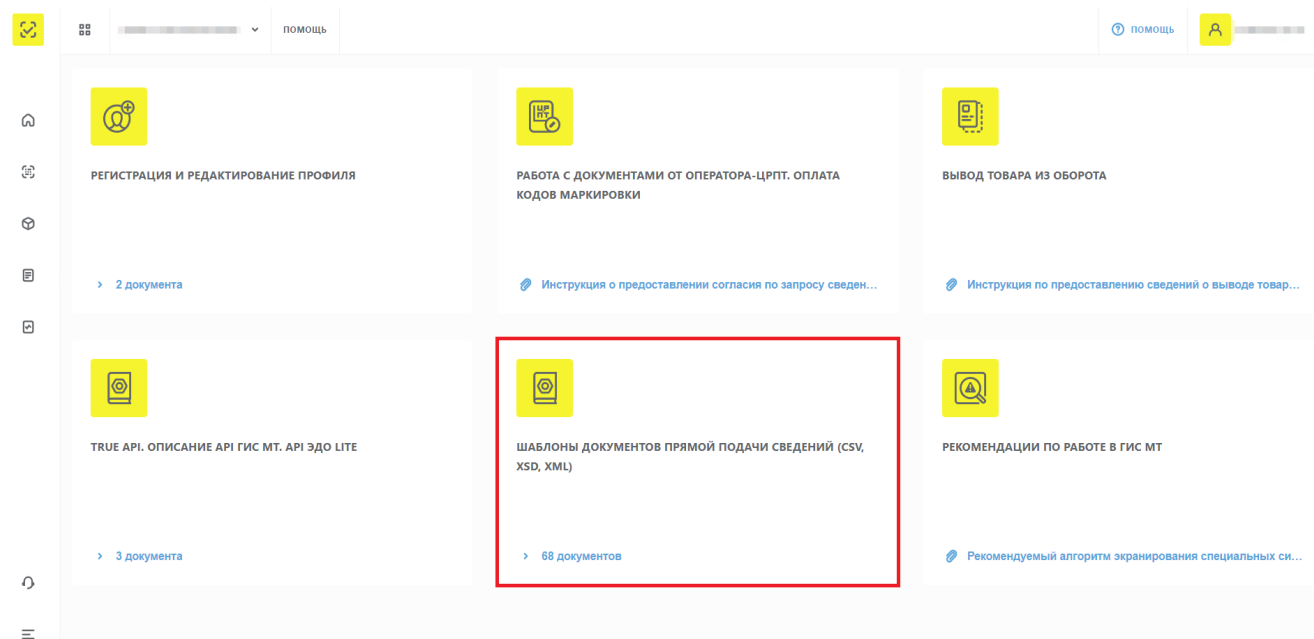 ПОМОЩЬ
ПОМОЩЬ
ЦРПТ
РЕГИСТРАЦИЯ И РЕДАКТИРОВАНИЕ ПРОФИЛЯ
2 документа
РАБОТА С ДОКУМЕНТАМИ ОТ ОПЕРАТОРА-ЦРПТ. ОПЛАТА
КОДОВ МАРКИРОВКИ
Инструкция о предоставлении согласия по запросу сведен...
ВЫВОД ТОВАРА ИЗ ОБОРОТА
Инструкция по предоставлению сведений о выводе товар...
TRUE API. ОПИСАНИЕ API ГИС МТ. API ЭДО LITE
3 документа
ШАБЛОНЫ ДОКУМЕНТОВ ПРЯМОЙ ПОДАЧИ СВЕДЕНИЙ (CSV,
XSD, XML)
68 документов
РЕКОМЕНДАЦИИ ПО РАБОТЕ В ГИС МТ
Рекомендуемый алгоритм экранирования специальных си...